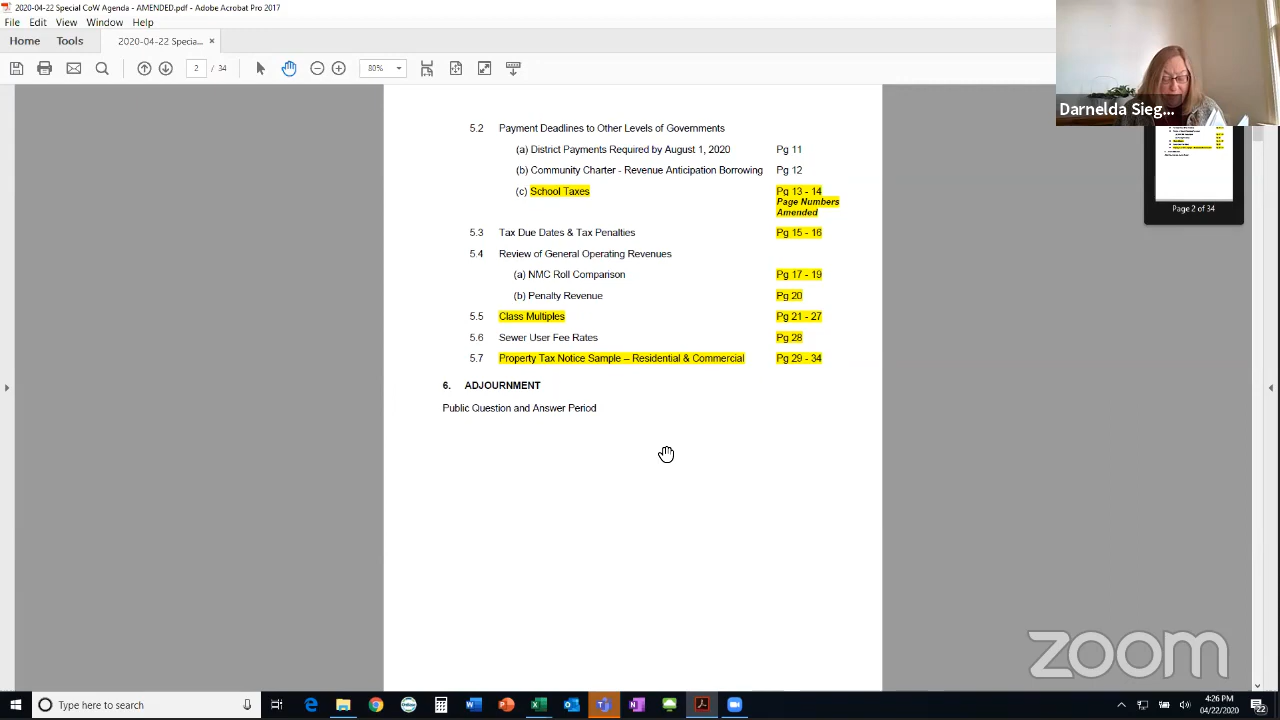 2020-04-22 Special CoW Agenda - AMENDED.pdf - Adobe Acrobat Pro 2017
File Edit View Window Help
Home Tools 2020-04-22 Specia... ×
2 / 34 80%
Darnelda Sieg...
5.2 Payment Deadlines to Other Levels of Governments
(a) District Payments Required by August 1, 2020 Pg 11
(b) Community Charter - Revenue Anticipation Borrowing Pg 12
(c) School Taxes Pg 13 - 14
Page Numbers
Amended
5.3 Tax Due Dates & Tax Penalties Pg 15 - 16
5.4 Review of General Operating Revenues
(a) NMC Roll Comparison Pg 17 - 19
(b) Penalty Revenue Pg 20
5.5 Class Multiples Pg 21 - 27
5.6 Sewer User Fee Rates Pg 28
5.7 Property Tax Notice Sample – Residential & Commercial Pg 29 - 34
6. ADJOURNMENT
Public Question and Answer Period
Page 2 of 34
zoom
Type here to search
4:26 PM
04/22/2020
22